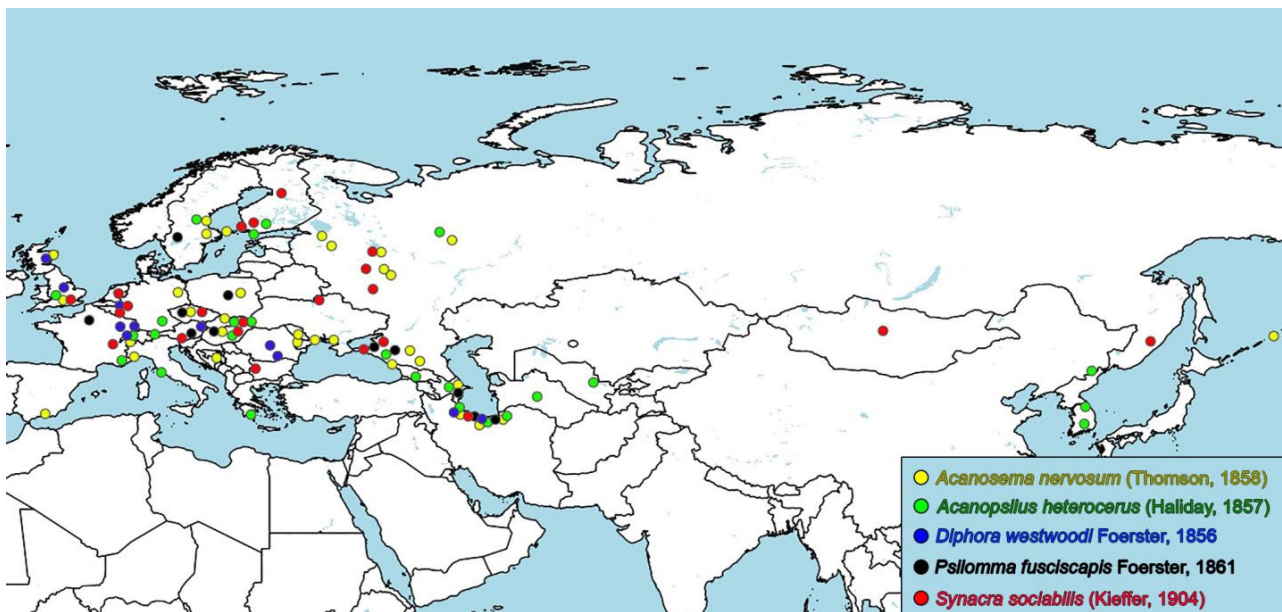 Acanosema nervosum (Thomson, 1858)
Acanopsilus heterocerus (Haliday, 1857)
Diphora westwoodi Foerster, 1856
Psilomma fusciscapis Foerster, 1861
Synacra sociabilis (Kieffer, 1904)